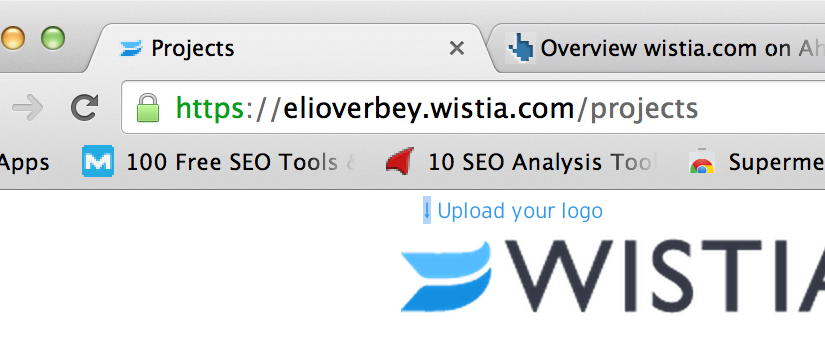 Projects Overview wistia.com on Ah
https://elioverbey.wistia.com/projects
Apps 100 Free SEO Tools & 10 SEO Analysis Tool Superme
↓ Upload your logo
WISTIA